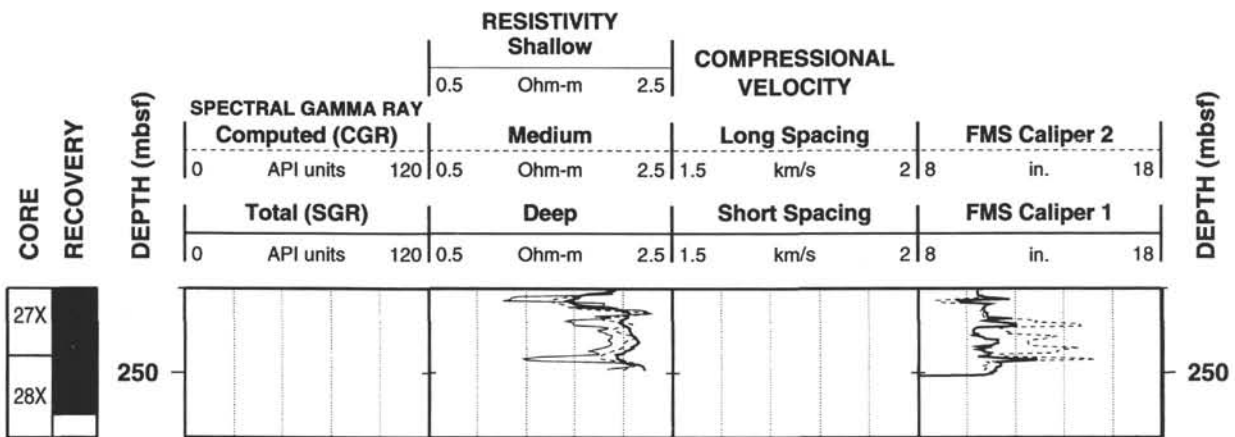 RESISTIVITY
Shallow
0.5 Ohm-m 2.5
COMPRESSIONAL
VELOCITY
SPECTRAL GAMMA RAY
Computed (CGR) Medium Long Spacing FMS Caliper 2
0 API units 120 0.5 Ohm-m 2.5 1.5 km/s 2 8 in. 18
Total (SGR) Deep Short Spacing FMS Caliper 1
0 API units 120 0.5 Ohm-m 2.5 1.5 km/s 2 8 in. 18
CORE
RECOVERY
DEPTH (mbsf)
DEPTH (mbsf)
27X
28X
250
250